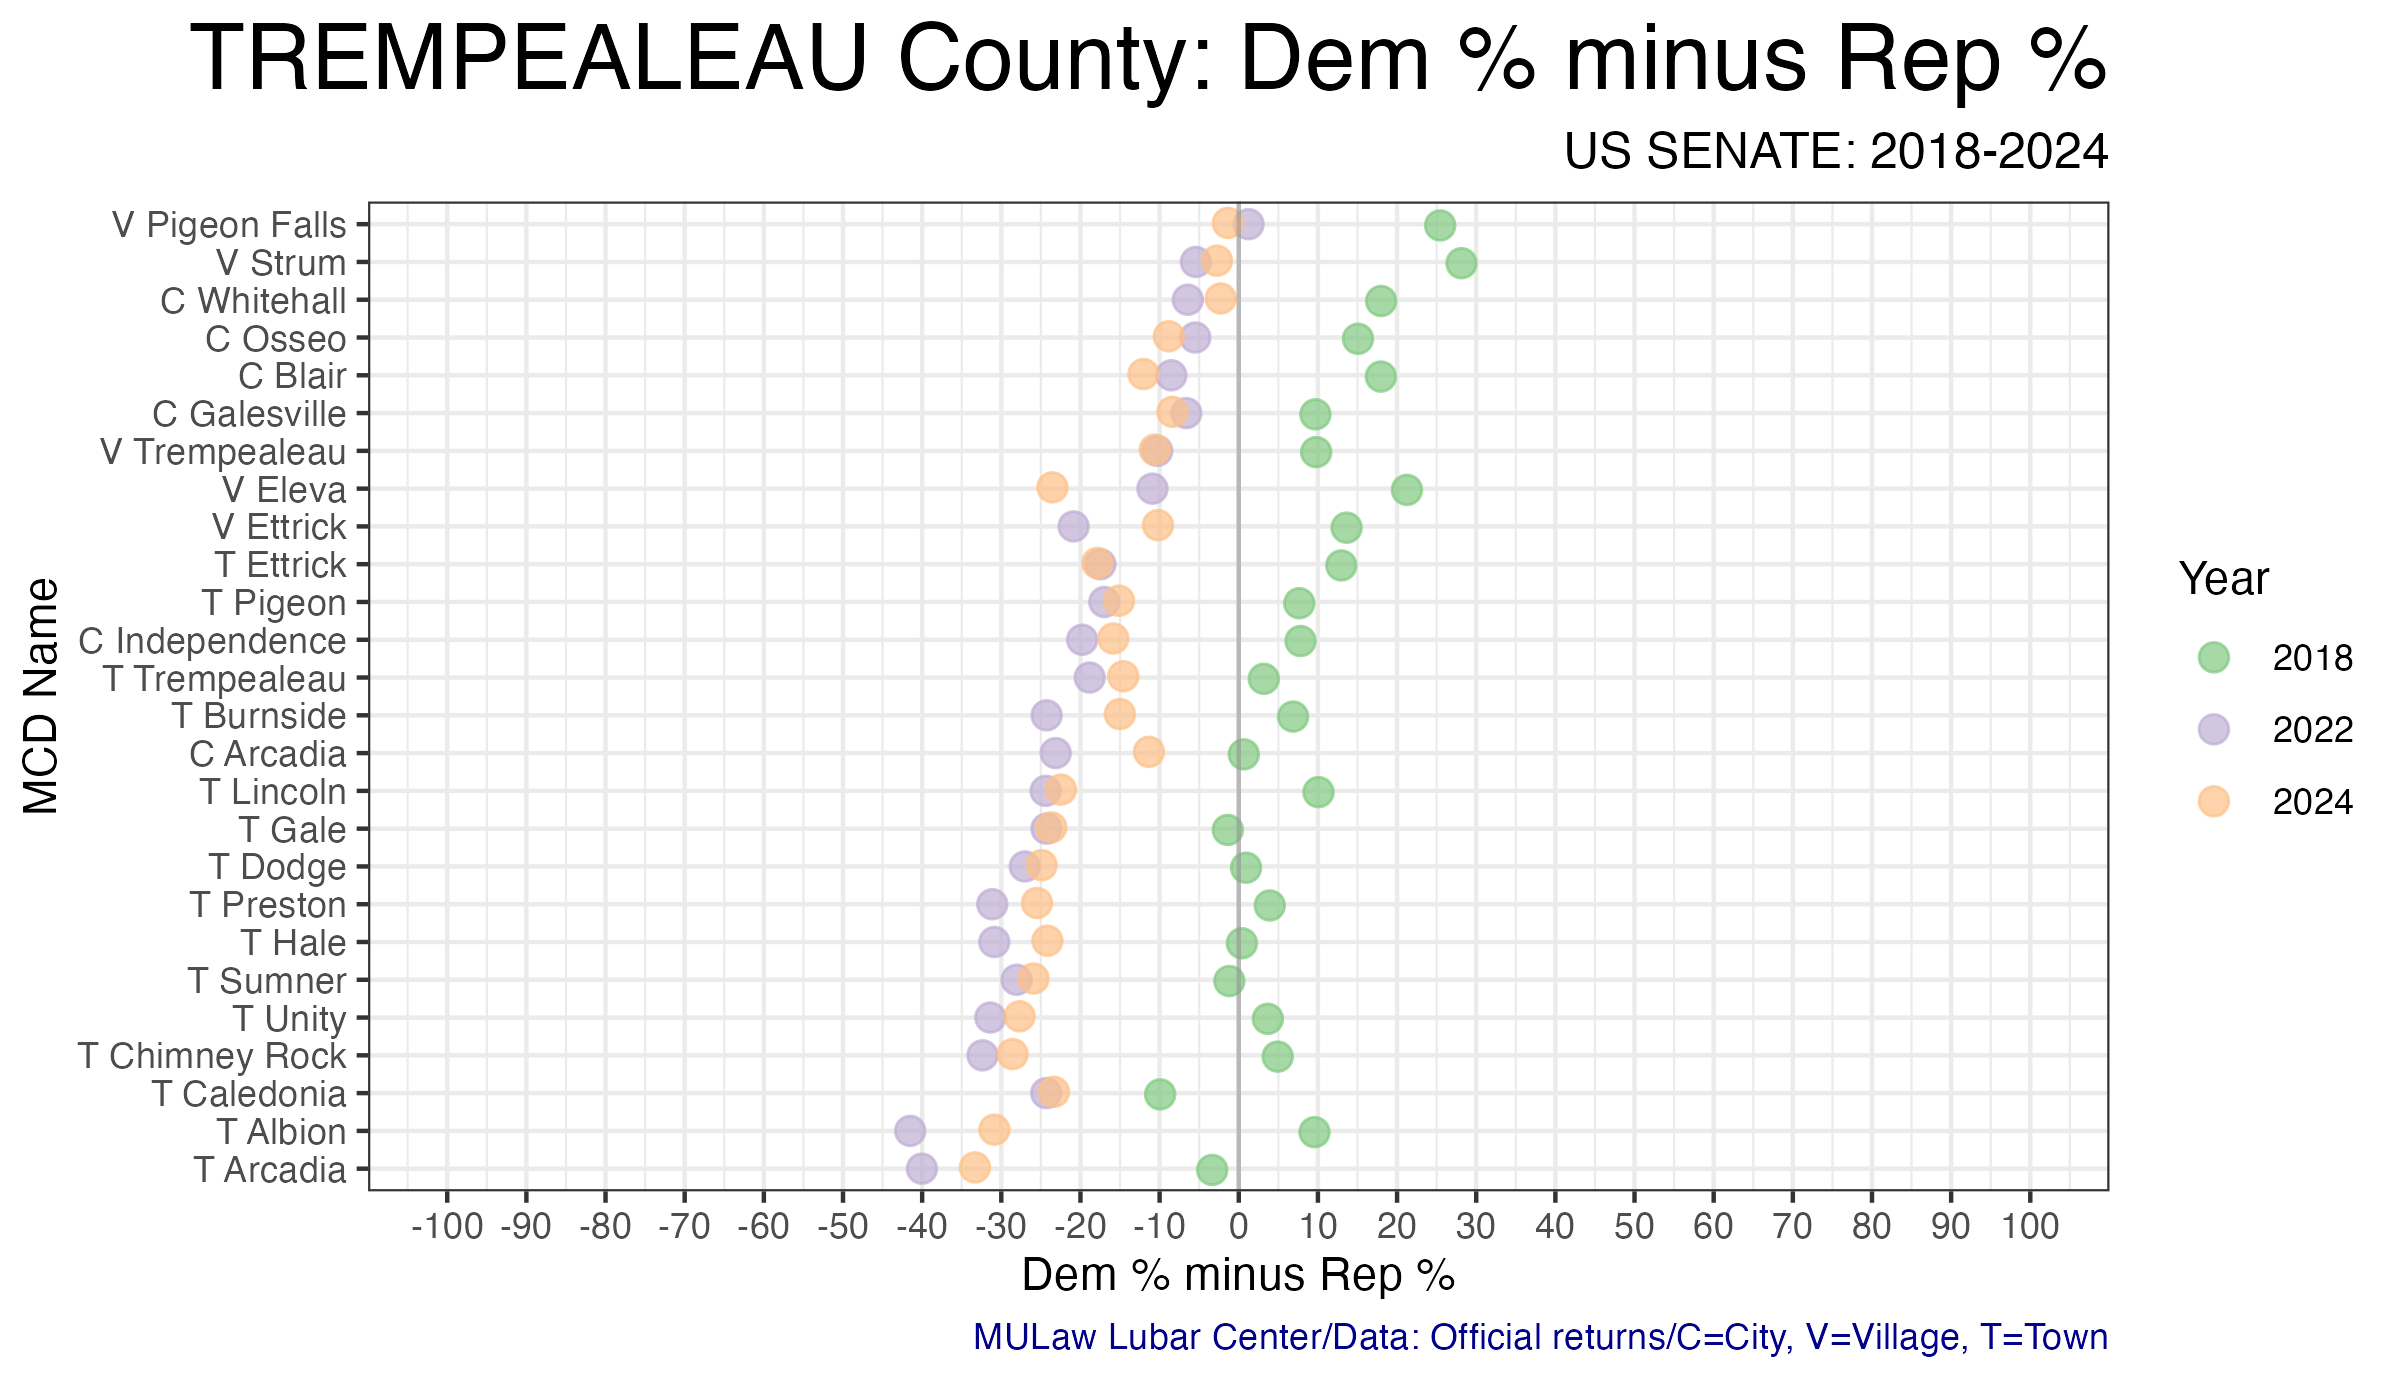 TREMPEALEAU County: Dem % minus Rep %
US SENATE: 2018-2024
V Pigeon Falls
V Strum
C Whitehall
C Osseo
C Blair
C Galesville
V Trempealeau
V Eleva
V Ettrick
T Ettrick
T Pigeon
C Independence
T Trempealeau
T Burnside
C Arcadia
T Lincoln
T Gale
T Dodge
T Preston
T Hale
T Sumner
T Unity
T Chimney Rock
T Caledonia
T Albion
T Arcadia
MCD Name
-100 -90 -80 -70 -60 -50 -40 -30 -20 -10 0 10 20 30 40 50 60 70 80 90 100
Dem % minus Rep %
Year
2018
2022
2024
MULaw Lubar Center/Data: Official returns/C=City, V=Village, T=Town